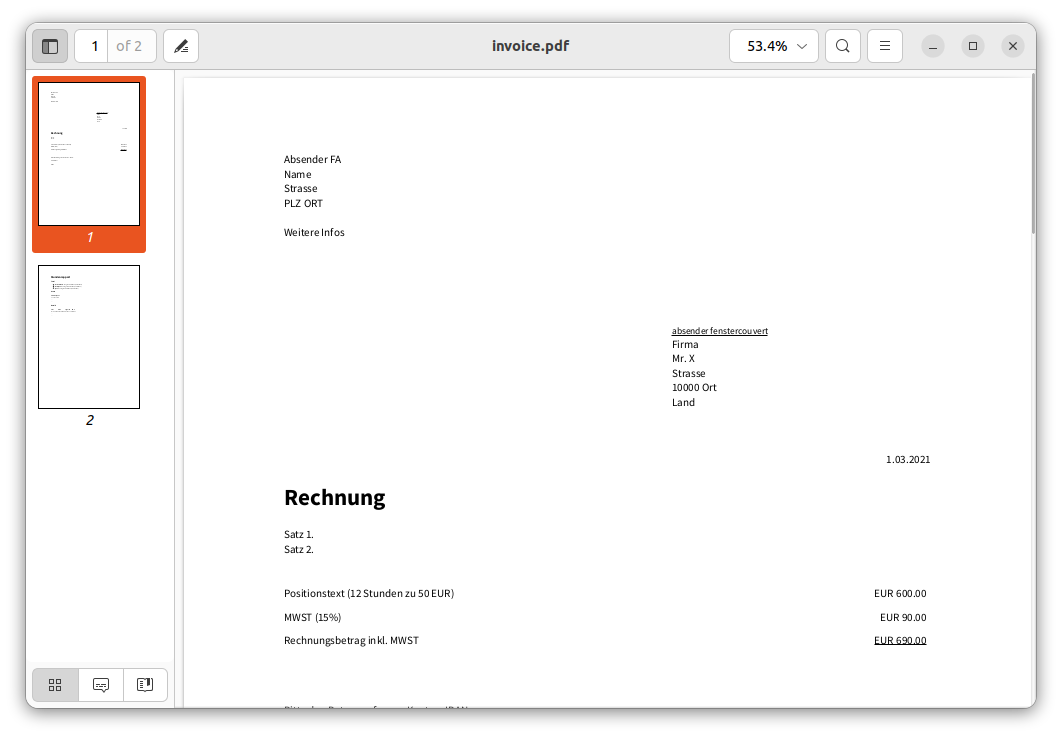 1 of 2
invoice.pdf
53.4%
1
2
Absender FA
Name
Strasse
PLZ ORT
Weitere Infos
absender fenstercouvert
Firma
Mr. X
Strasse
10000 Ort
Land
1.03.2021
Rechnung
Satz 1.
Satz 2.
Positionstext (12 Stunden zu 50 EUR) EUR 600.00
MWST (15%) EUR 90.00
Rechnungsbetrag inkl. MWST EUR 690.00